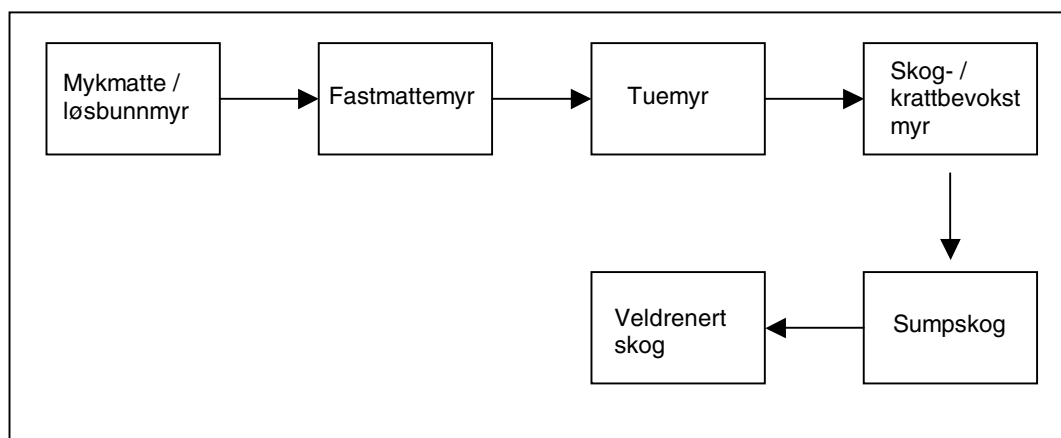 Mykmatte /
løsbunnmyr
Fastmattemyr
Tuemyr
Skog- /
krattbevokst
myr
Sumpskog
Veldrenert
skog